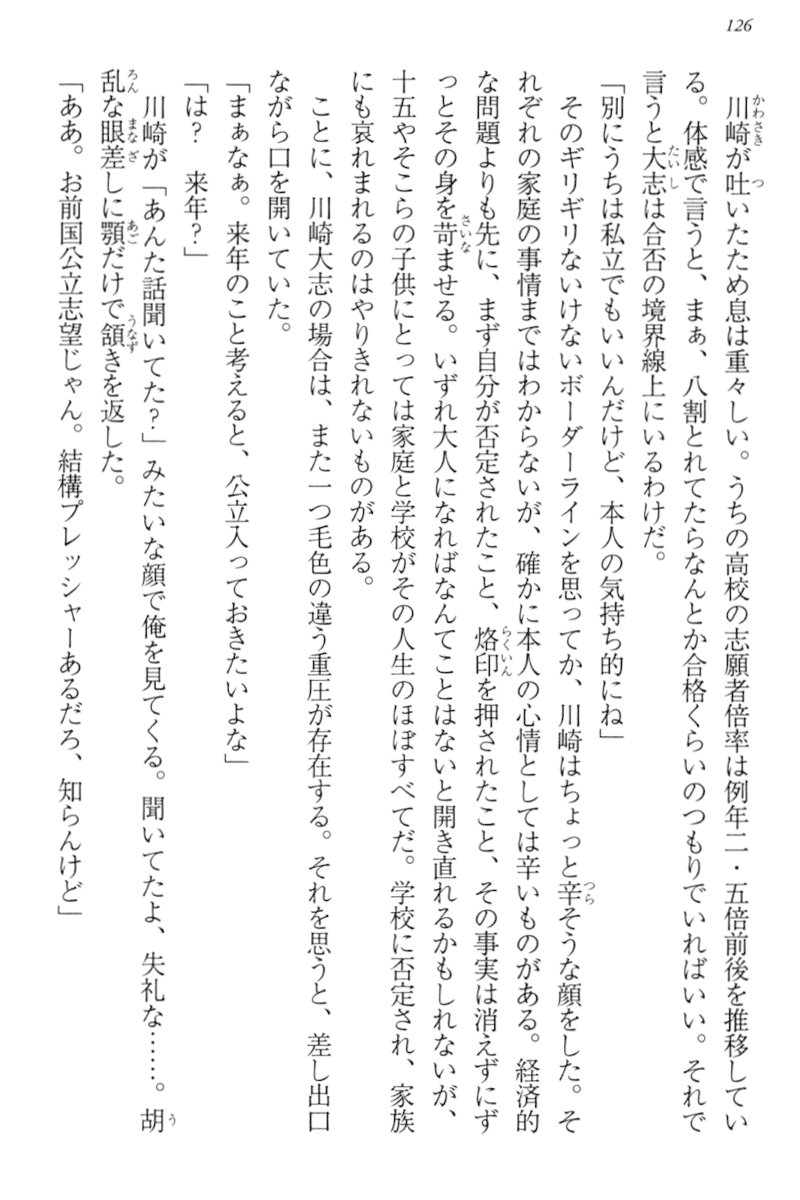 126
川崎が吐いたため息は重々しい。うちの高校の志願者倍率は例年二・五倍前後を推移してい
る。体感で言うと、まぁ、八割とれてたらなんとか合格くらいのつもりでいればいい。それで
言うと大志は合否の境界線上にいるわけだ。
「別にうちは私立でもいいんだけど、本人の気持ち的にね」
そのギリギリないけないボーダーラインを思ってか、川崎はちょっと辛そうな顔をした。そ
れぞれの家庭の事情まではわからないが、確かに本人の心情としては辛いものがある。経済的
な問題よりも先に、まず自分が否定されたこと、烙印を押されたこと、その事実は消えずにず
っとその身を苛ませる。いずれ大人になればなんてことはないと開き直れるかもしれないが、
十五やそこらの子供にとっては家庭と学校がその人生のほぼすべてだ。学校に否定され、家族
にも哀れまれるのはやりきれないものがある。
ことに、川崎大志の場合は、また一つ毛色の違う重圧が存在する。それを思うと、差し出口
ながら口を開いていた。
「まぁなぁ。来年のこと考えると、公立入っておきたいよな」
「は？　来年？」
川崎が「あんた話聞いてた？」みたいな顔で俺を見てくる。聞いてたよ、失礼な……。胡
乱な眼差しに顎だけで頷きを返した。
「ああ。お前国公立志望じゃん。結構プレッシャーあるだろ、知らんけど」